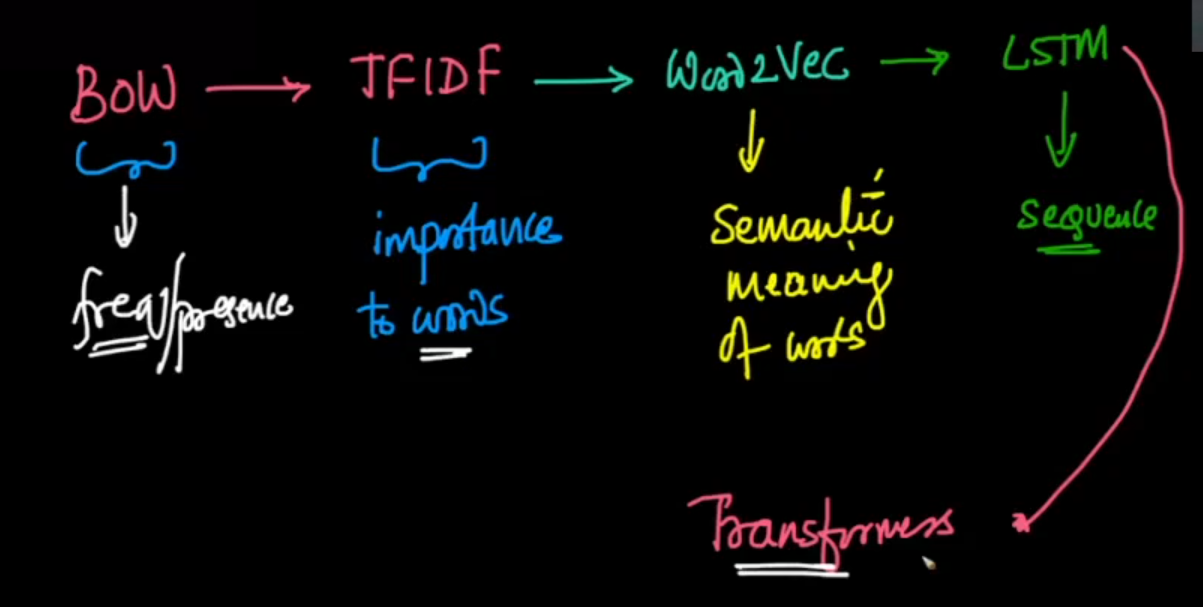 BOW → TFIDF → Word2Vec → LSTM
freq/presence
importance
to words
Semantic
meaning
of words
Sequence
Transformers